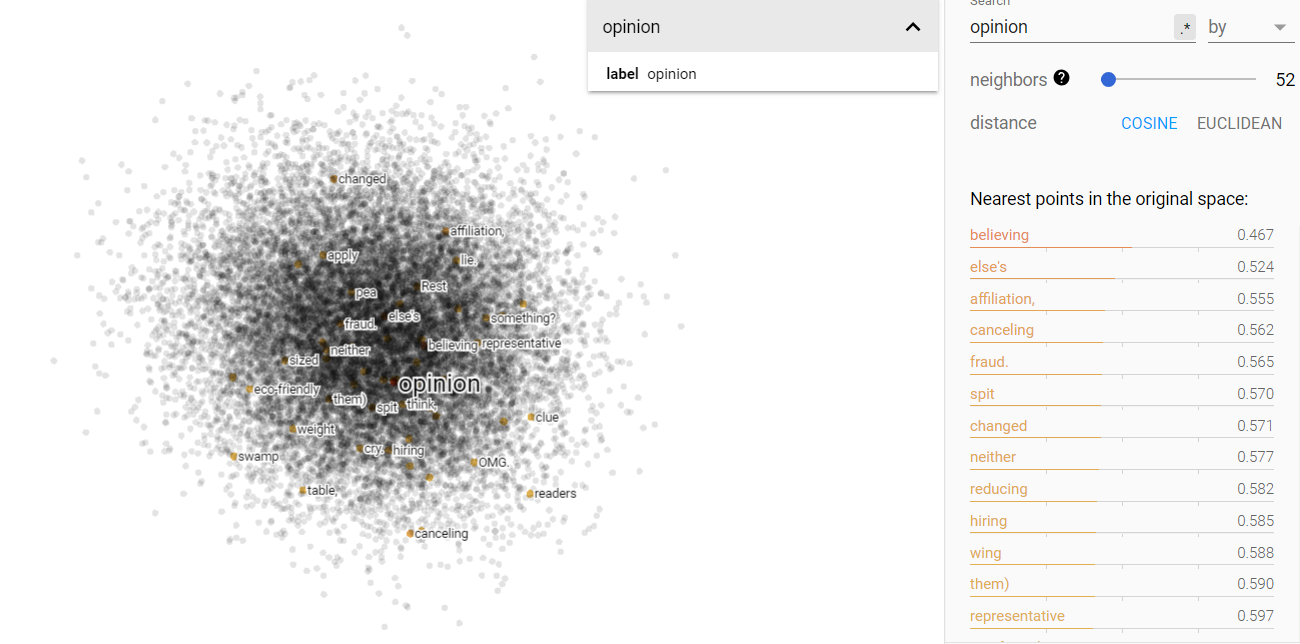 opinion
label opinion
changed
affiliation,
apply
lie.
Rest
pea
else's
fraud.
something?
neither
believing
representative
sized
opinion
eco-friendly
them)
spit
think,
clue
weight
cry.
hiring
swamp
OMG.
table,
readers
canceling
Search
opinion
.*
by
neighbors ?
52
distance
COSINE
EUCLIDEAN
Nearest points in the original space:
believing 0.467
else's 0.524
affiliation, 0.555
canceling 0.562
fraud. 0.565
spit 0.570
changed 0.571
neither 0.577
reducing 0.582
hiring 0.585
wing 0.588
them) 0.590
representative 0.597